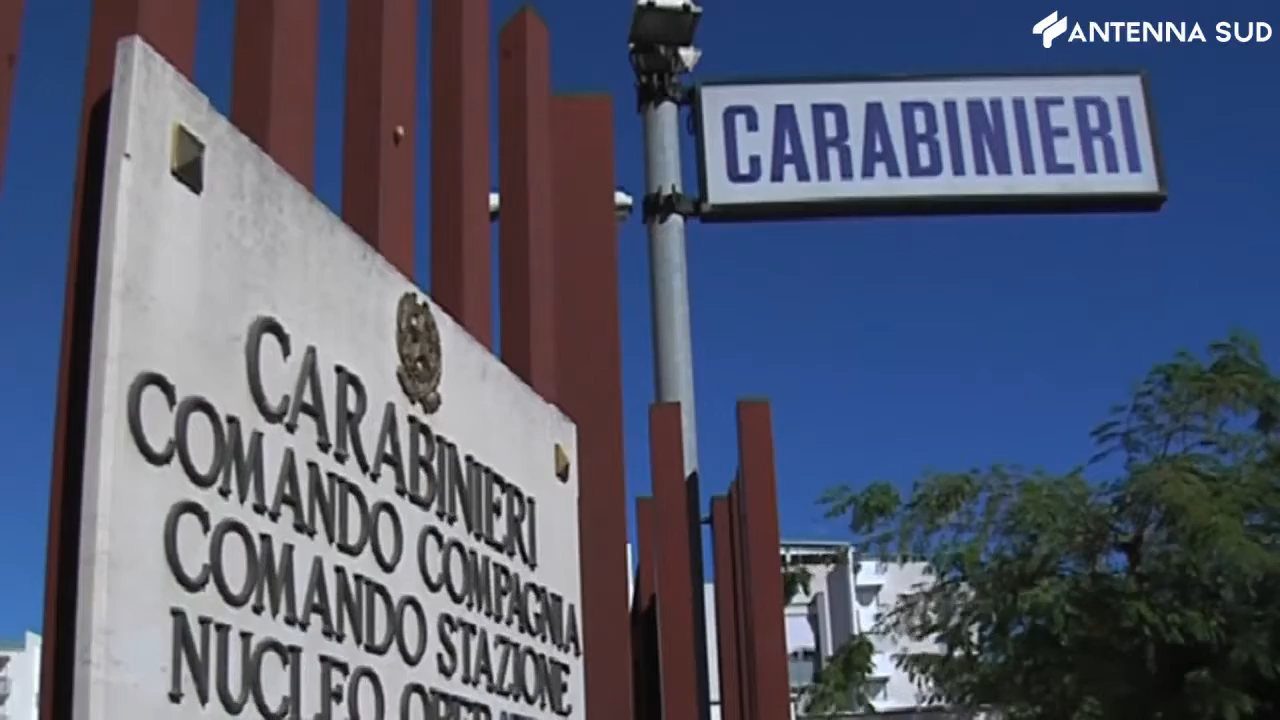 ANTENNA SUD
CARABINIERI
CARABINIERI
COMANDO COMPAGNIA
COMANDO STAZIONE
NUCLEO